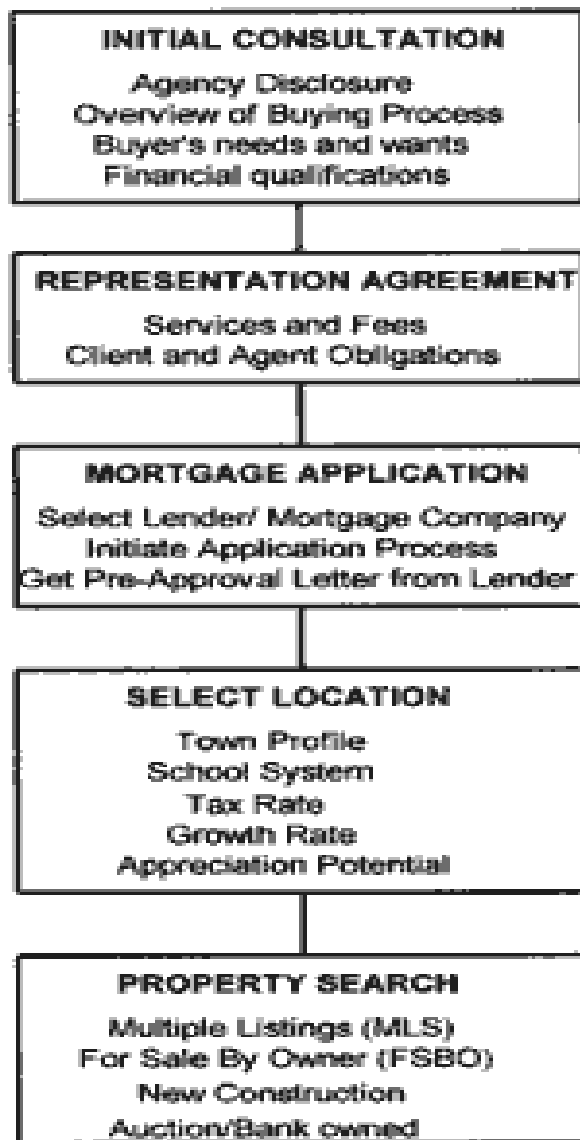 INITIAL CONSULTATION
Agency Disclosure
Overview of Buying Process
Buyer's needs and wants
Financial qualifications
REPRESENTATION AGREEMENT
Services and Fees
Client and Agent Obligations
MORTGAGE APPLICATION
Select Lender/ Mortgage Company
Initiate Application Process
Get Pre-Approval Letter from Lender
SELECT LOCATION
Town Profile
School System
Tax Rate
Growth Rate
Appreciation Potential
PROPERTY SEARCH
Multiple Listings (MLS)
For Sale By Owner (FSBO)
New Construction
Auction/Bank owned